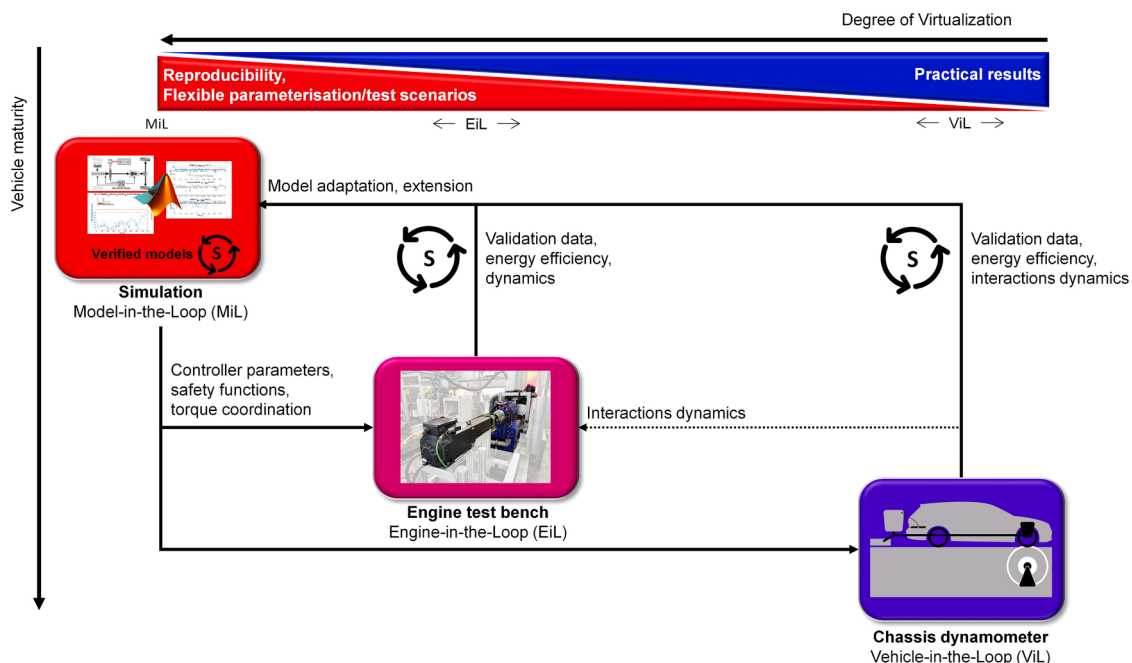 Degree of Virtualization
Vehicle maturity
Reproducibility,
Flexible parameterisation/test scenarios
Practical results
MiL
EiL
ViL
Verified models
S
Simulation
Model-in-the-Loop (MiL)
Model adaptation, extension
S
Validation data,
energy efficiency,
dynamics
S
Validation data,
energy efficiency,
interactions dynamics
Controller parameters,
safety functions,
torque coordination
Interactions dynamics
Engine test bench
Engine-in-the-Loop (EiL)
Chassis dynamometer
Vehicle-in-the-Loop (ViL)